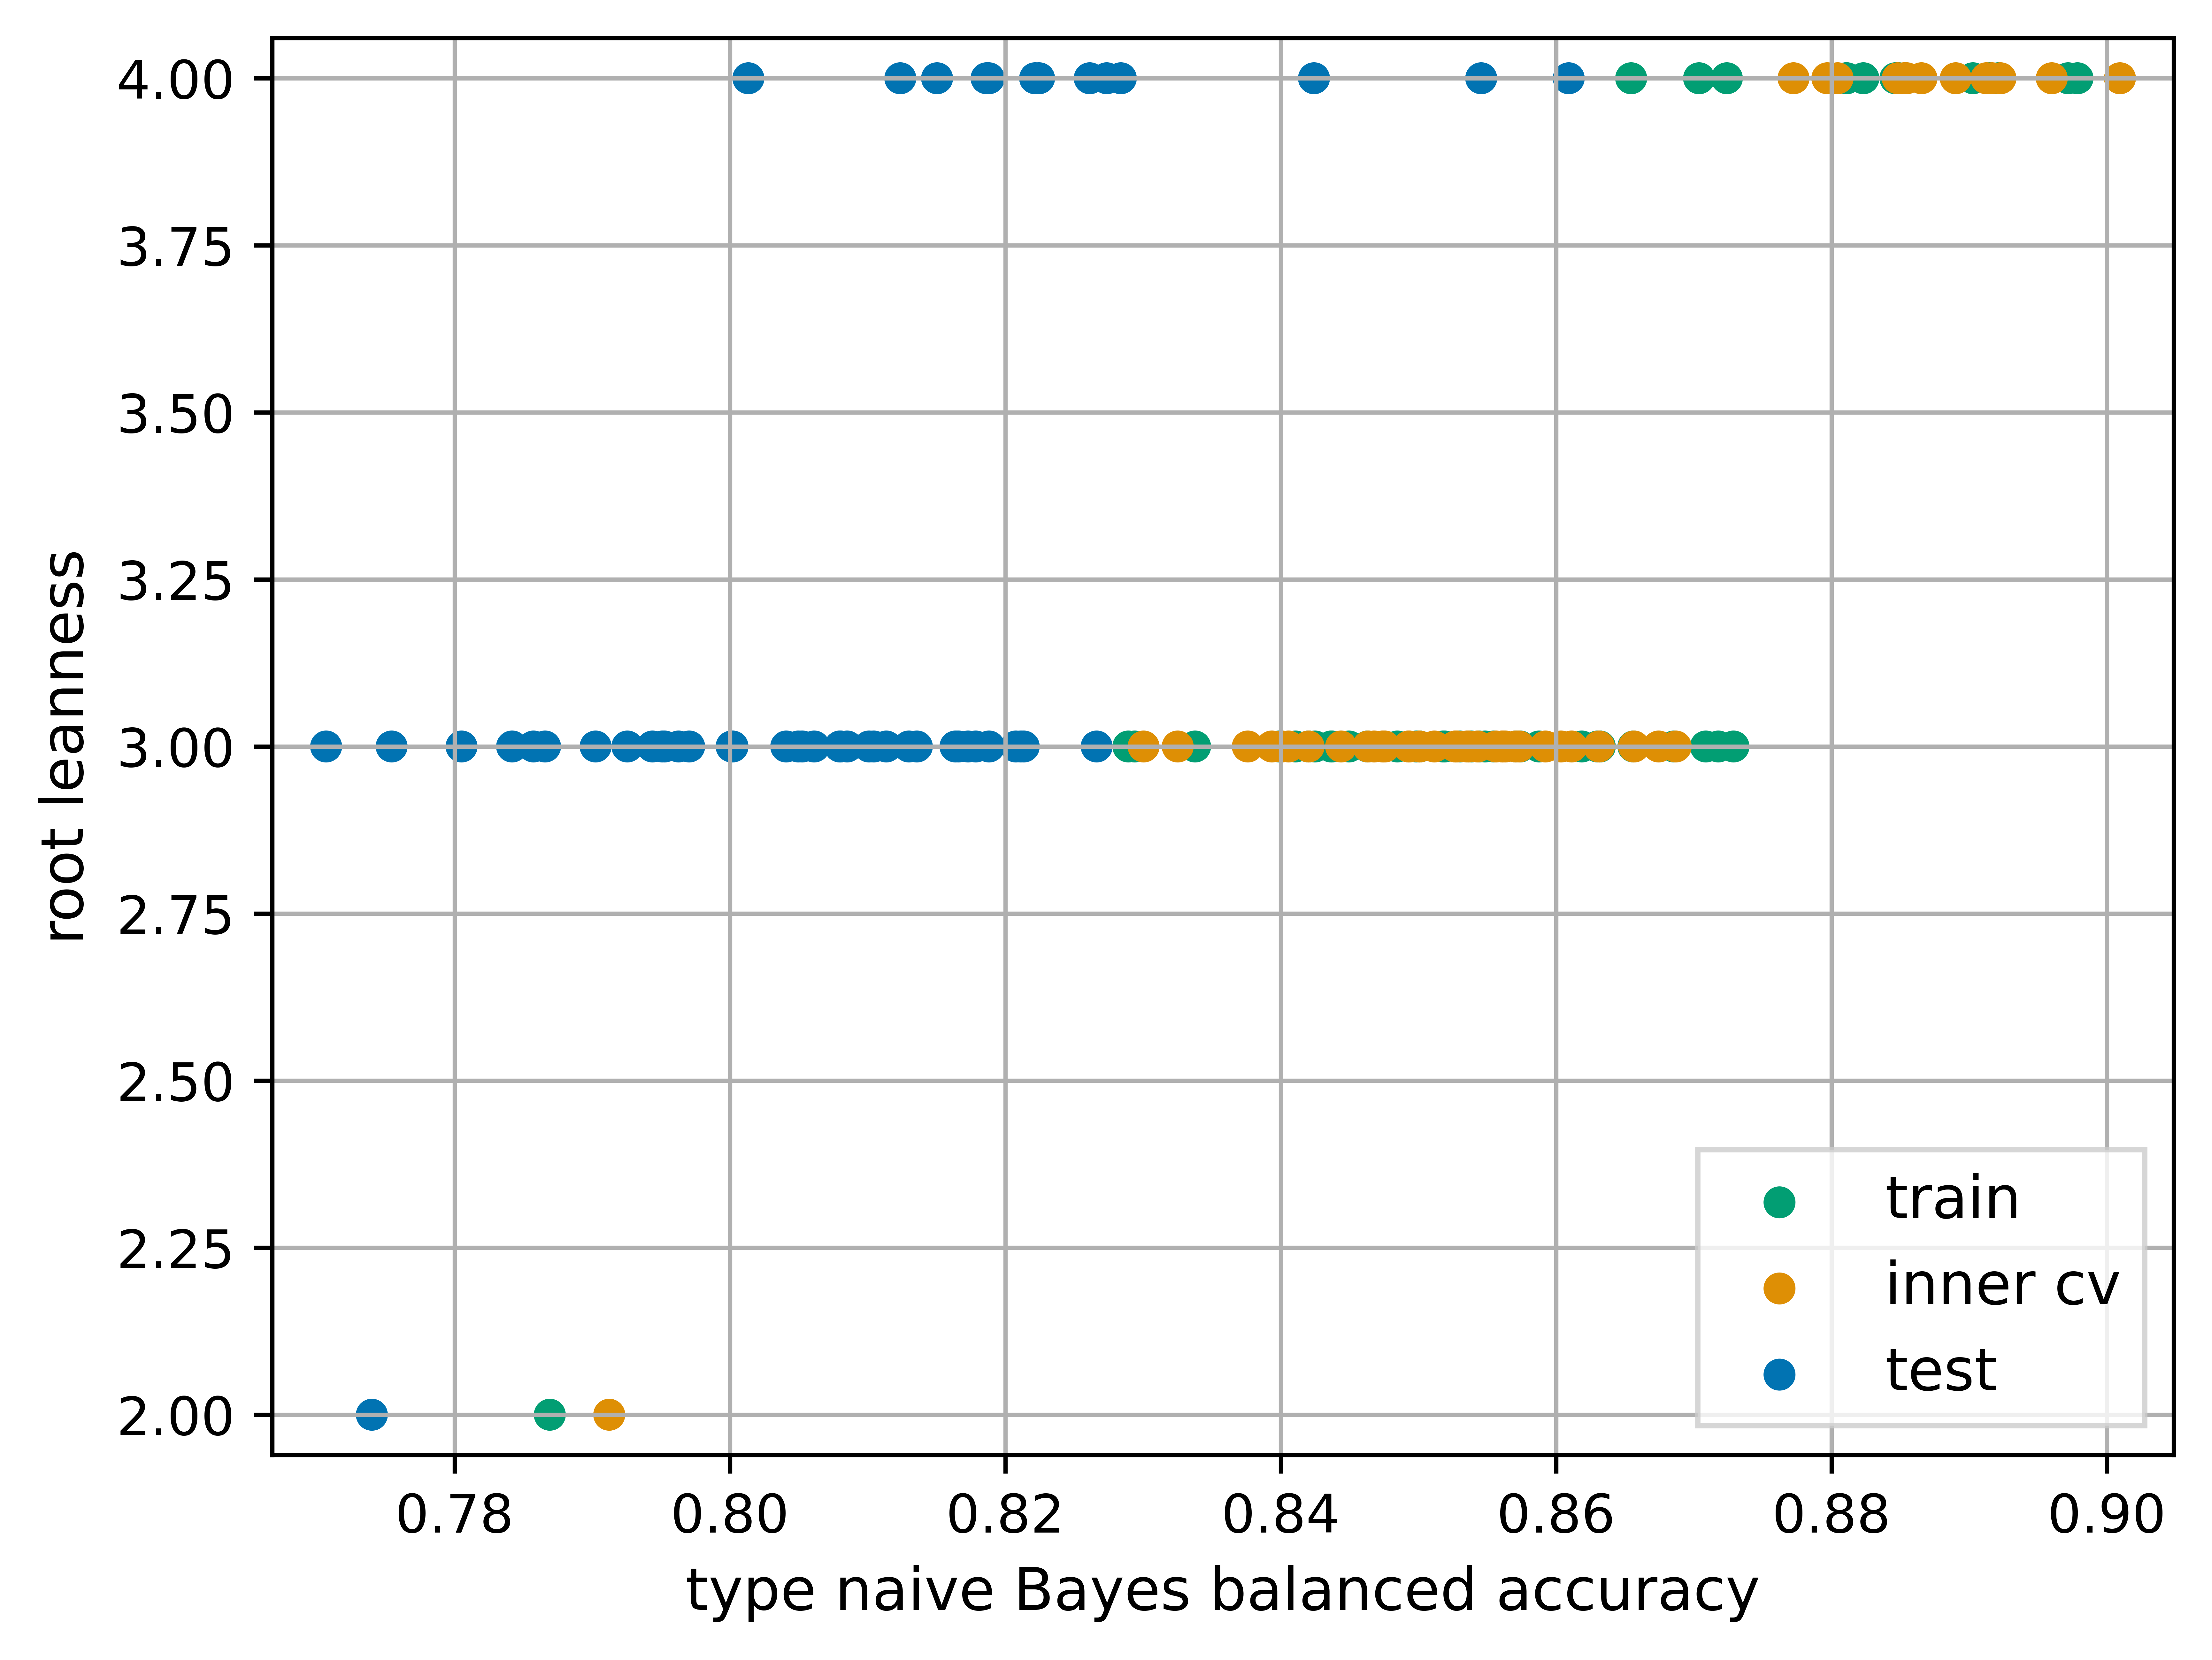 4.00
3.75
3.50
3.25
3.00
2.75
2.50
2.25
2.00
root leanness
train
inner cv
test
0.78 0.80 0.82 0.84 0.86 0.88 0.90
type naive Bayes balanced accuracy